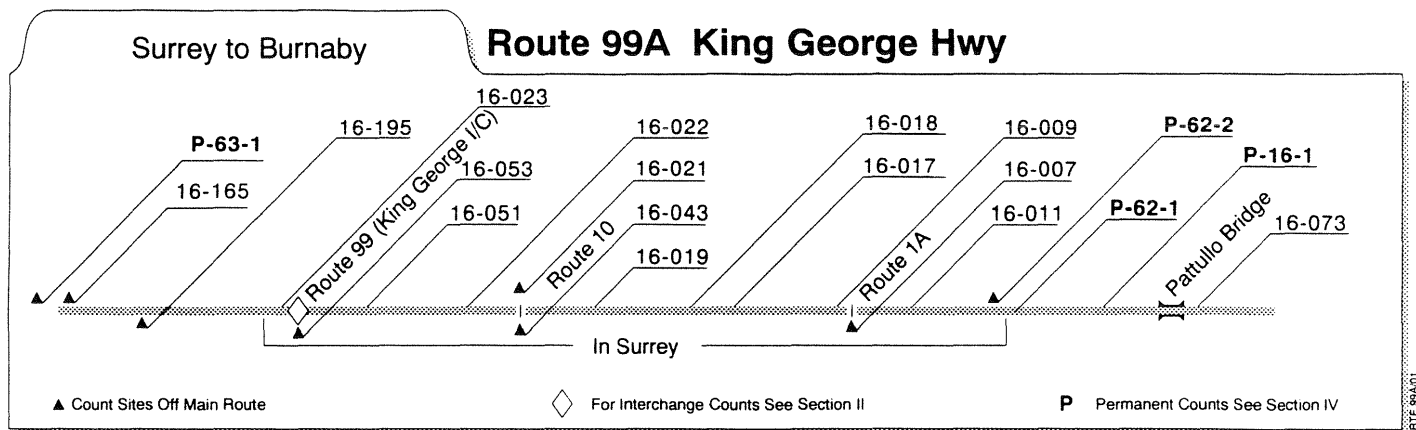 Surrey to Burnaby
Route 99A King George Hwy
P-63-1
16-165
16-195
16-023
Route 99 (King George I/C)
16-053
16-051
16-022
16-021
Route 10
16-043
16-019
16-018
16-017
16-009
16-007
Route 1A
16-011
P-62-2
P-62-1
P-16-1
Pattullo Bridge
16-073
In Surrey
Count Sites Off Main Route
For Interchange Counts See Section II
P Permanent Counts See Section IV
RTE 99A/01